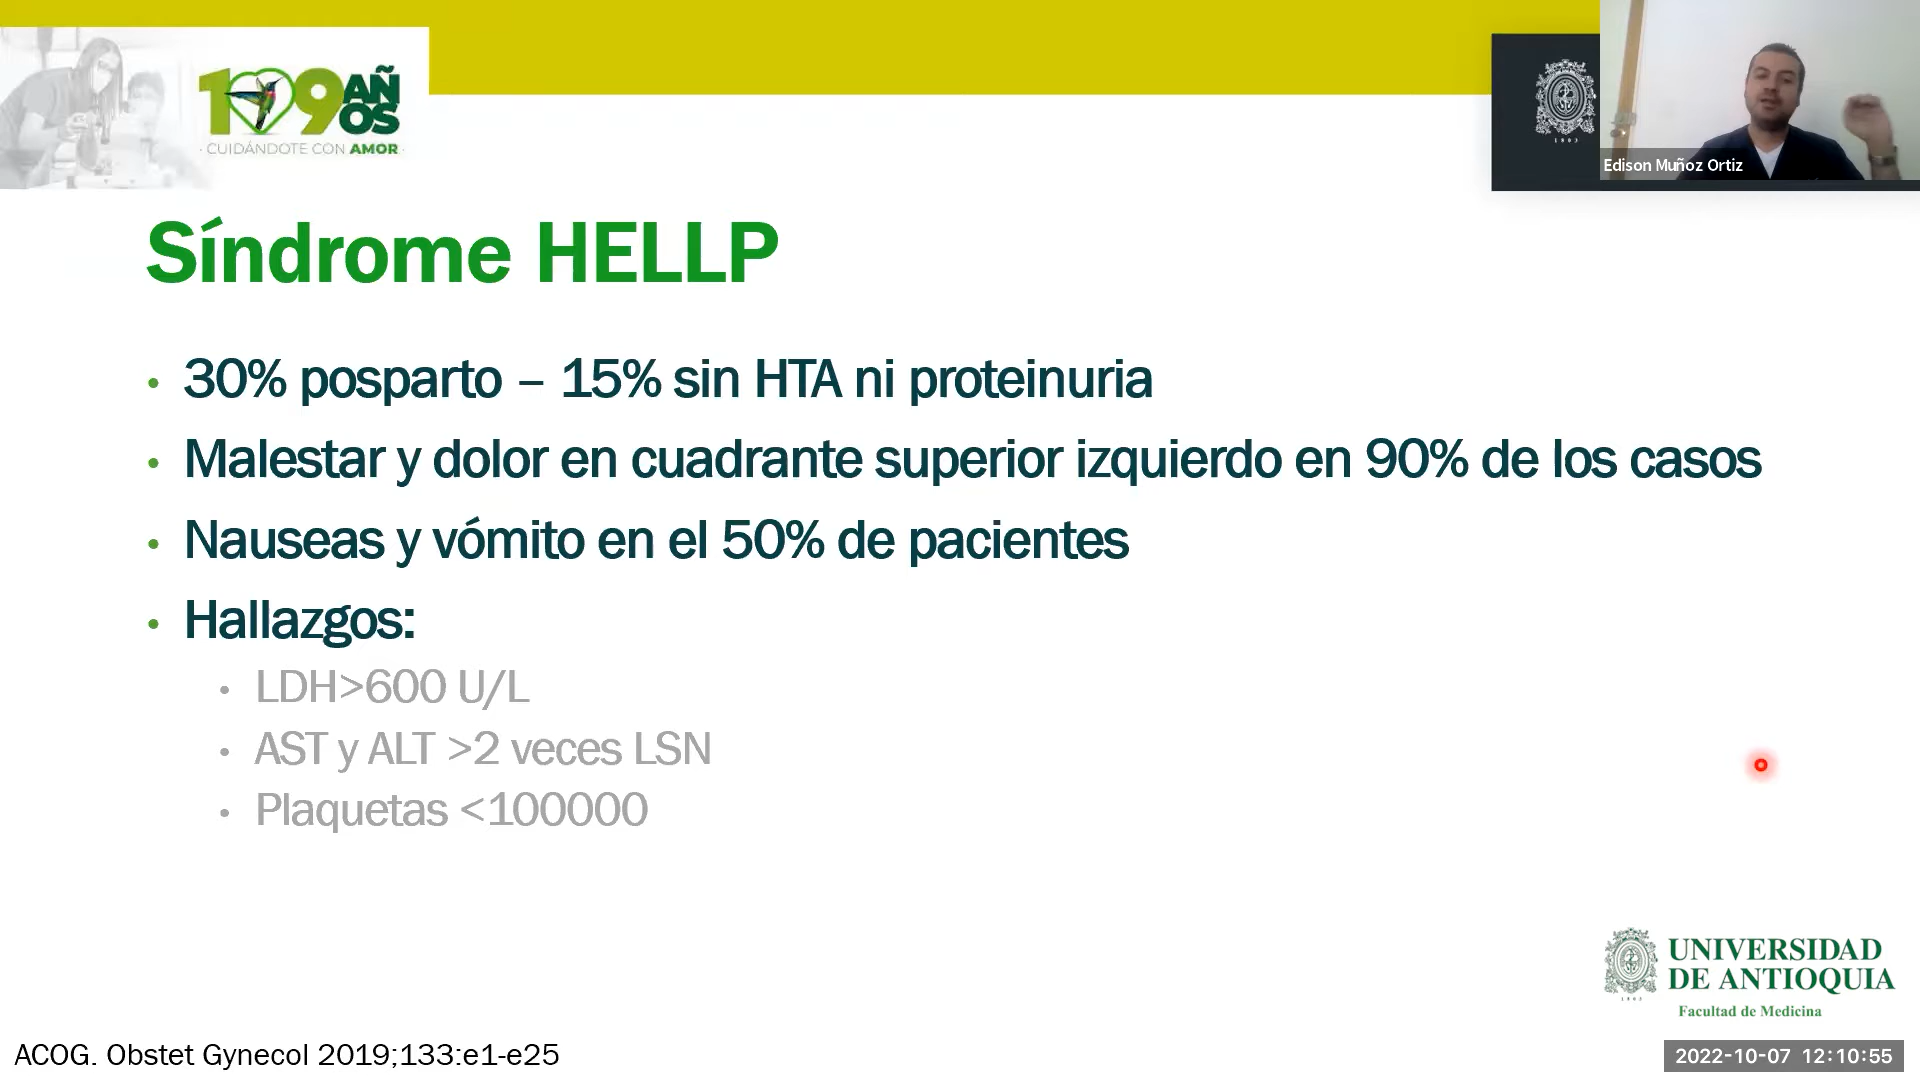 109 AÑOS
· CUIDÁNDOTE CON AMOR ·
1803
Edison Muñoz Ortiz
Síndrome HELLP
• 30% posparto – 15% sin HTA ni proteinuria
• Malestar y dolor en cuadrante superior izquierdo en 90% de los casos
• Nauseas y vómito en el 50% de pacientes
• Hallazgos:
• LDH>600 U/L
• AST y ALT >2 veces LSN
• Plaquetas <100000
1803
UNIVERSIDAD
DE ANTIOQUIA
Facultad de Medicina
ACOG. Obstet Gynecol 2019;133:e1-e25
2022-10-07 12:10:55